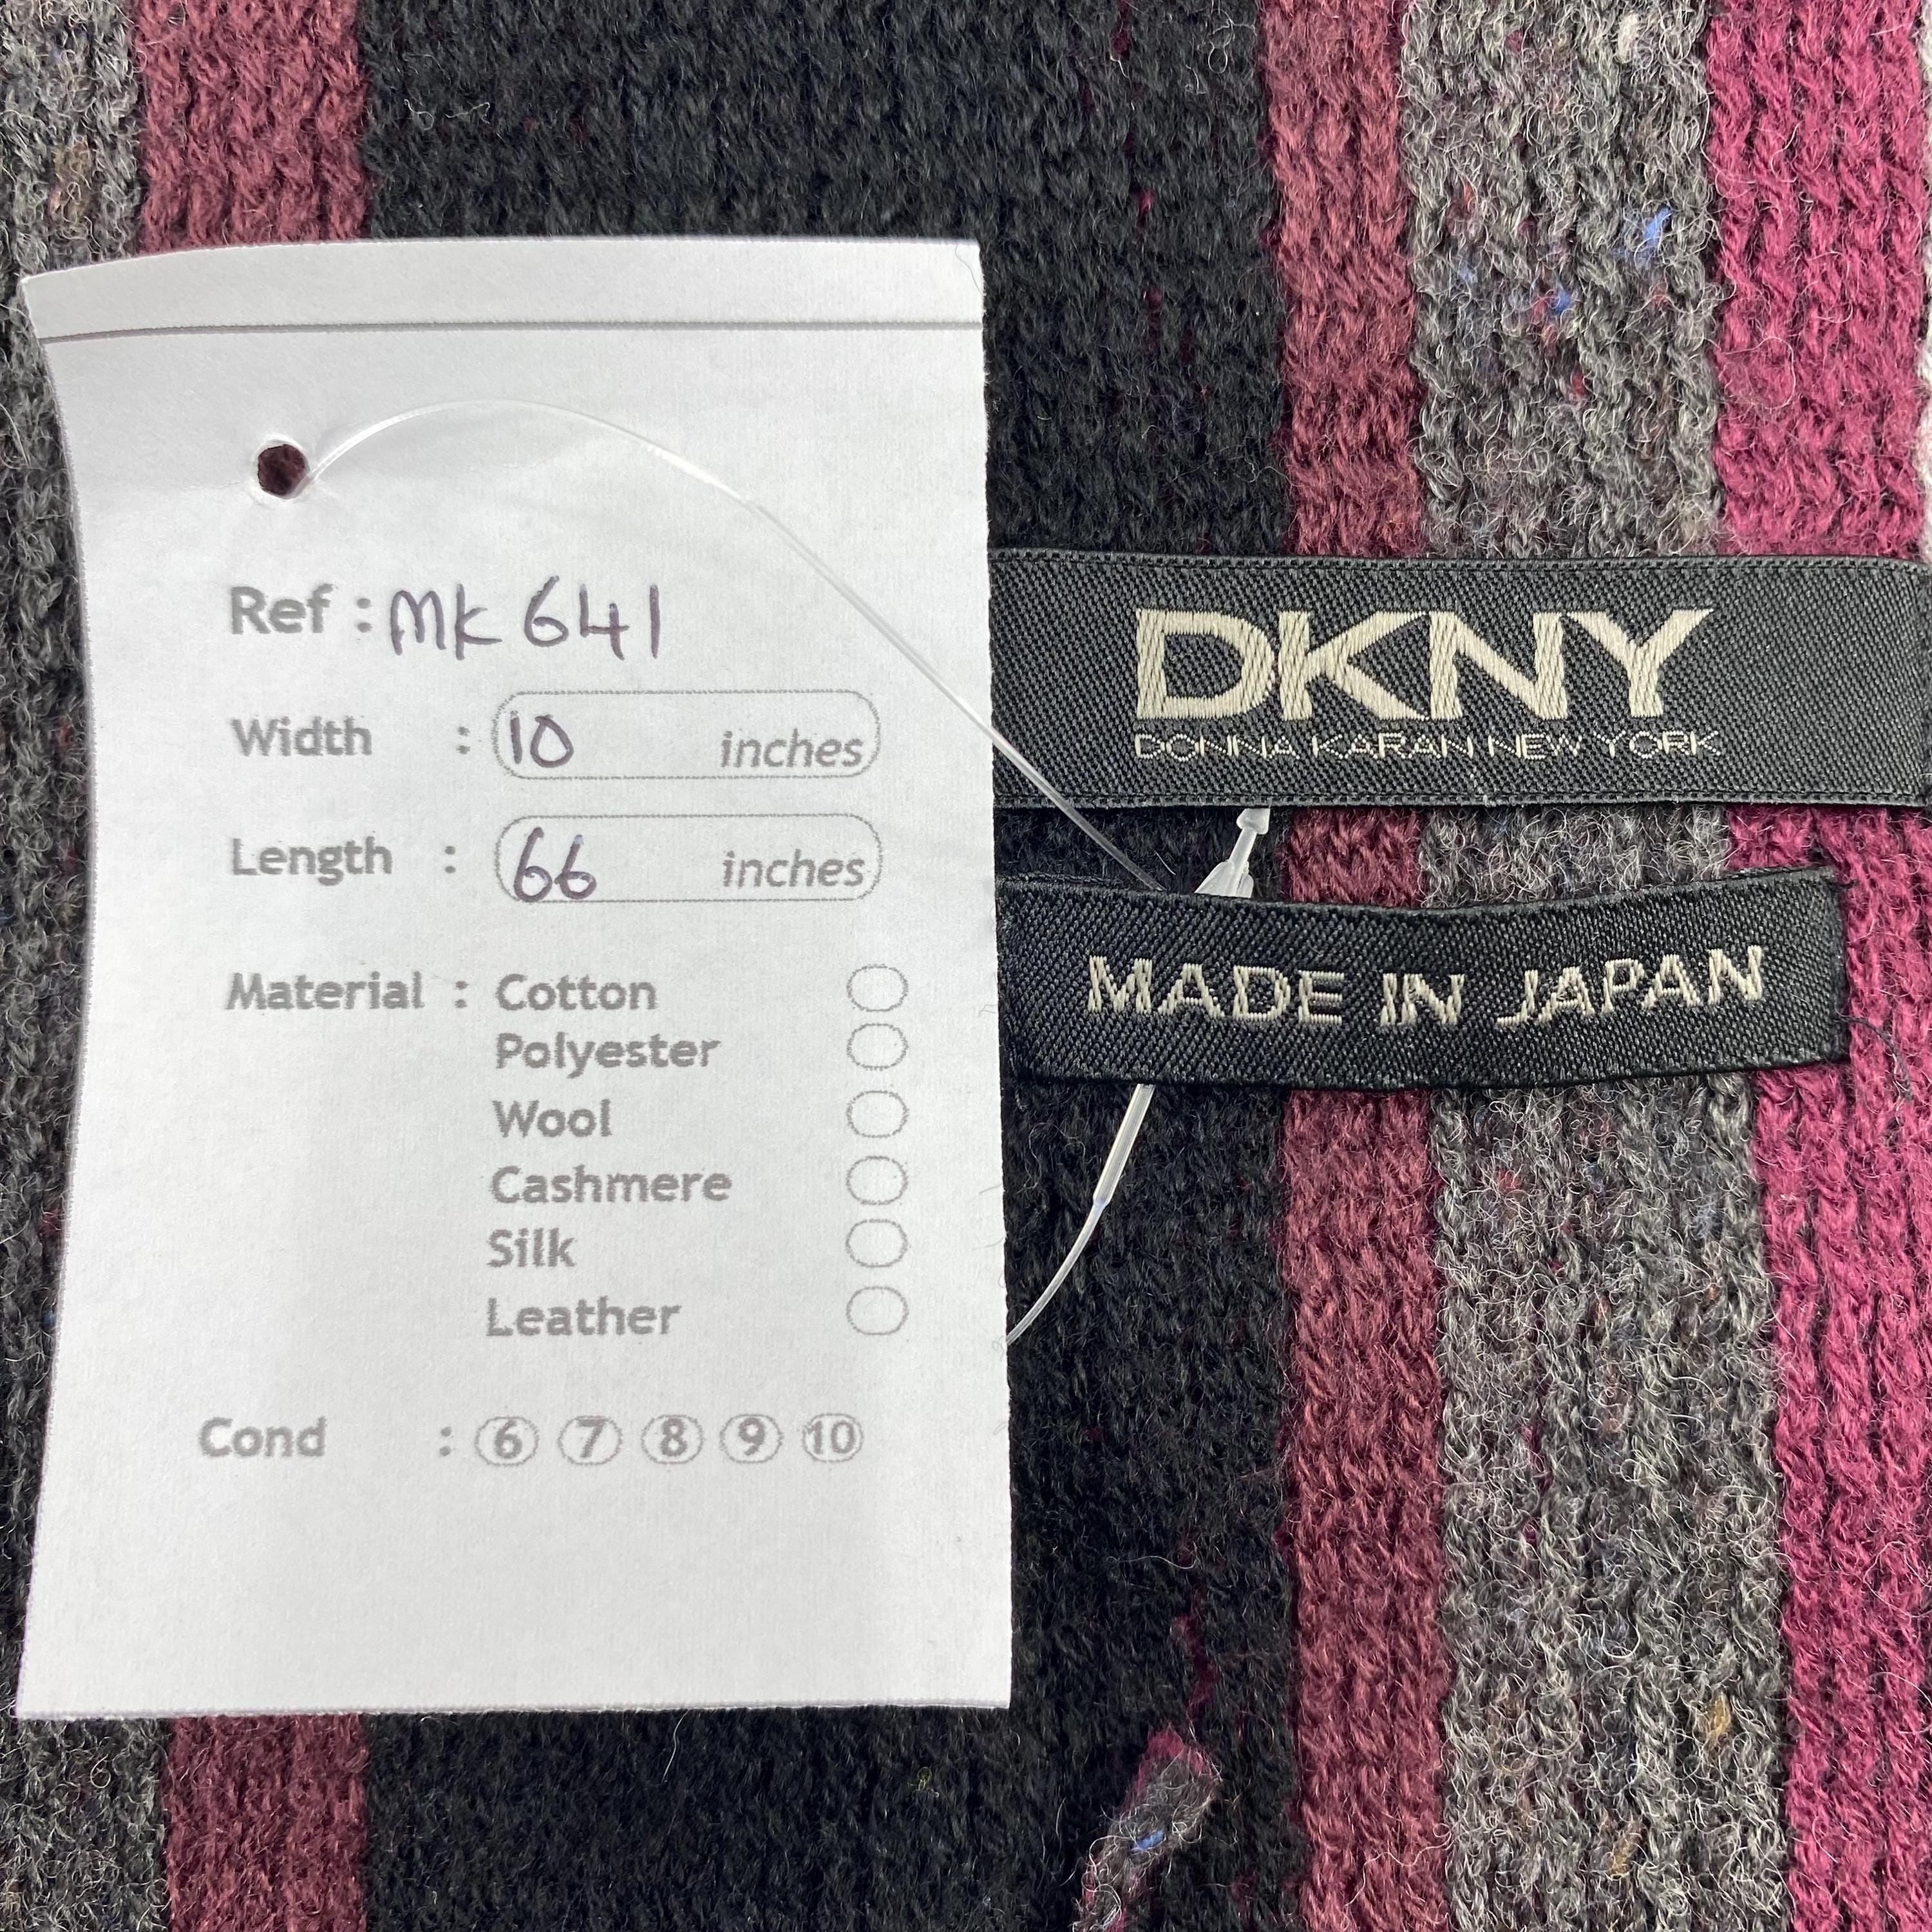 Ref : MK 641
Width : 10 inches
Length : 66 inches
Material : Cotton
Polyester
Wool
Cashmere
Silk
Leather
Cond : 6 7 8 9 10
DKNY
DONNA KARAN NEW YORK
MADE IN JAPAN